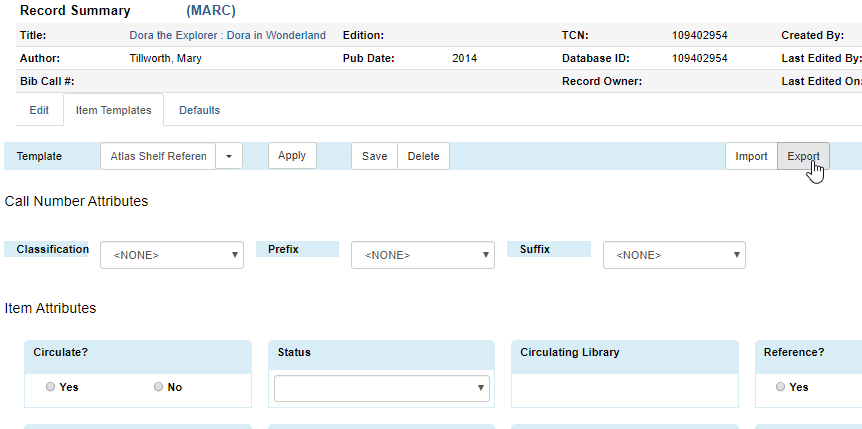 Record Summary (MARC)
Title: Dora the Explorer : Dora in Wonderland Edition: TCN: 109402954 Created By:
Author: Tillworth, Mary Pub Date: 2014 Database ID: 109402954 Last Edited By:
Bib Call #: Record Owner: Last Edited On:
Edit Item Templates Defaults
Template Atlas Shelf Referen Apply Save Delete Import Export
Call Number Attributes
Classification <NONE> Prefix <NONE> Suffix <NONE>
Item Attributes
Circulate? Status Circulating Library Reference?
Yes No Yes